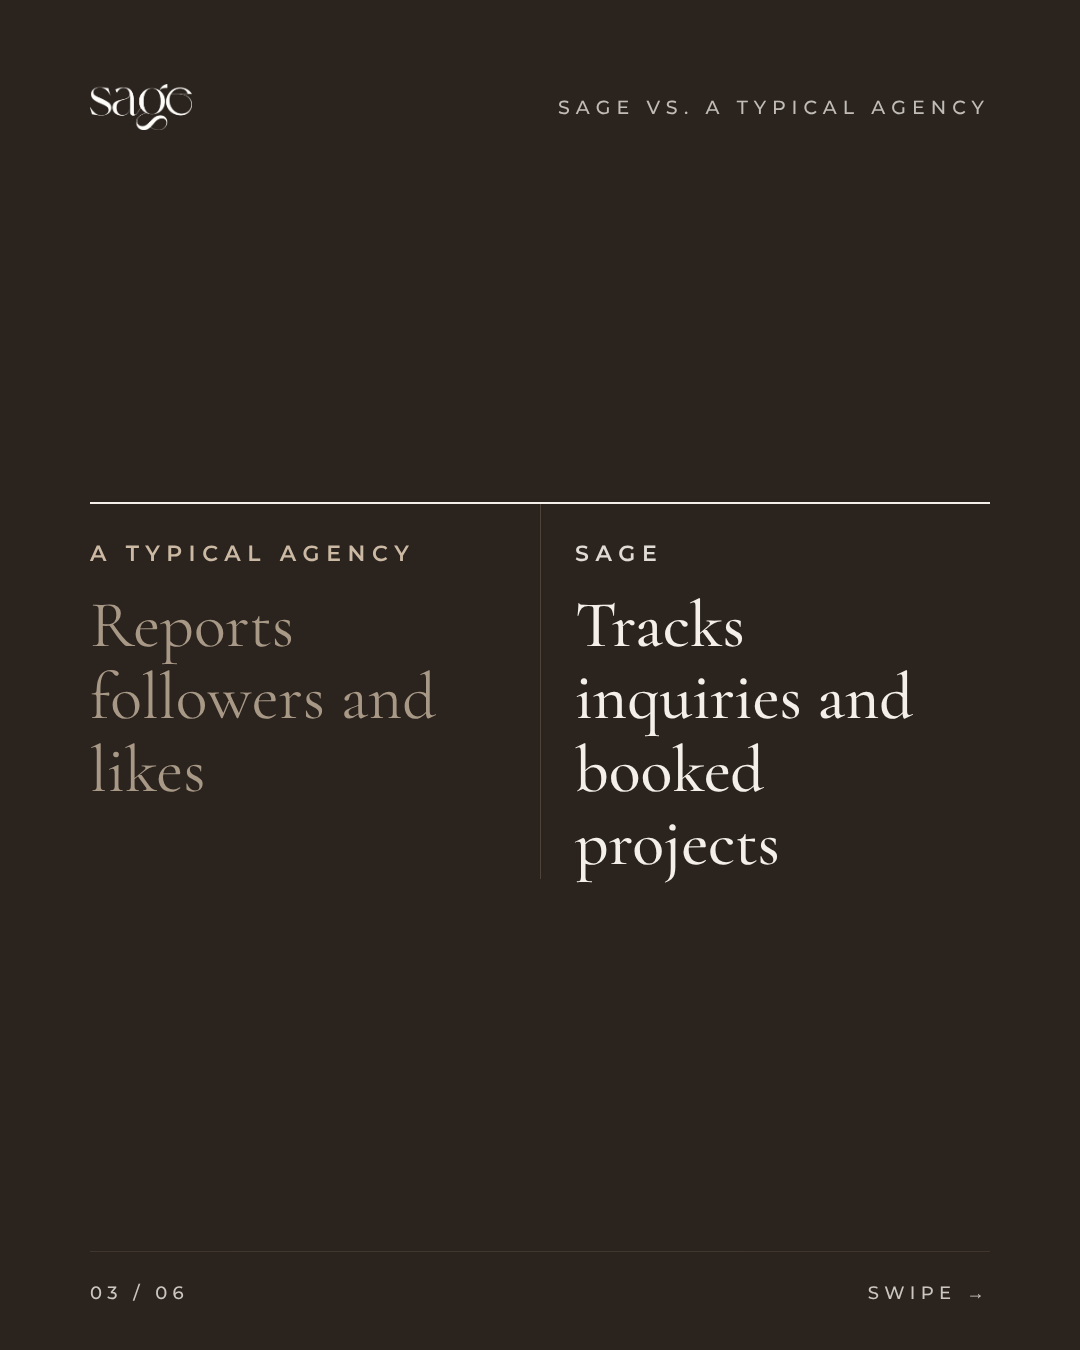 sage
SAGE VS. A TYPICAL AGENCY
A TYPICAL AGENCY
Reports
followers and
likes
SAGE
Tracks
inquiries and
booked
projects
03 / 06
SWIPE →